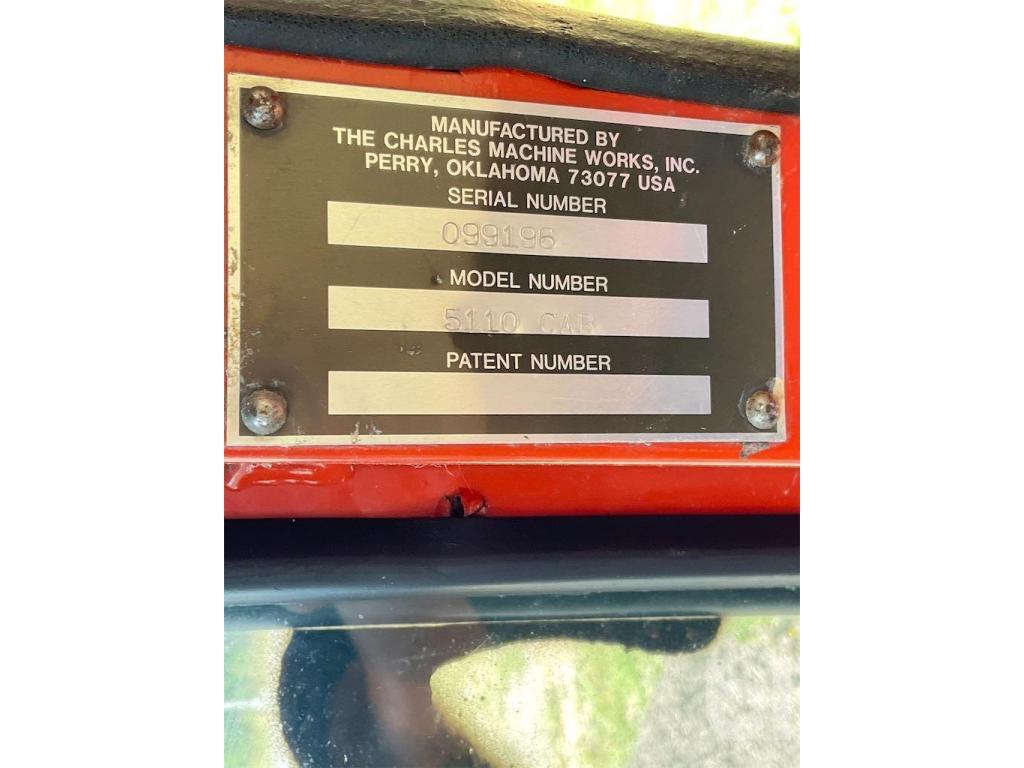 MANUFACTURED BY
THE CHARLES MACHINE WORKS, INC.
PERRY, OKLAHOMA 73077 USA
SERIAL NUMBER
099196
MODEL NUMBER
5110 CAB
PATENT NUMBER